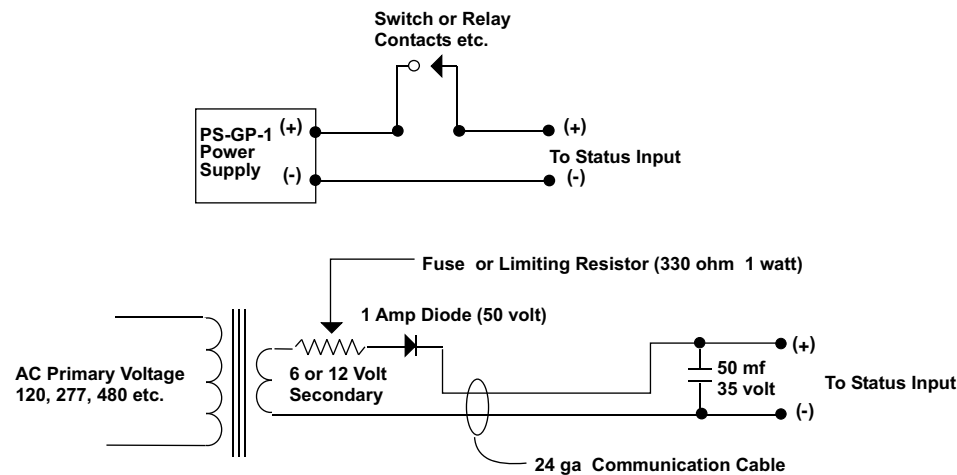 Switch or Relay
Contacts etc.
PS-GP-1
Power
Supply
(+)
(-)
(+)
To Status Input
(-)
Fuse or Limiting Resistor (330 ohm 1 watt)
1 Amp Diode (50 volt)
AC Primary Voltage
120, 277, 480 etc.
6 or 12 Volt
Secondary
50 mf
35 volt
(+)
To Status Input
(-)
24 ga Communication Cable